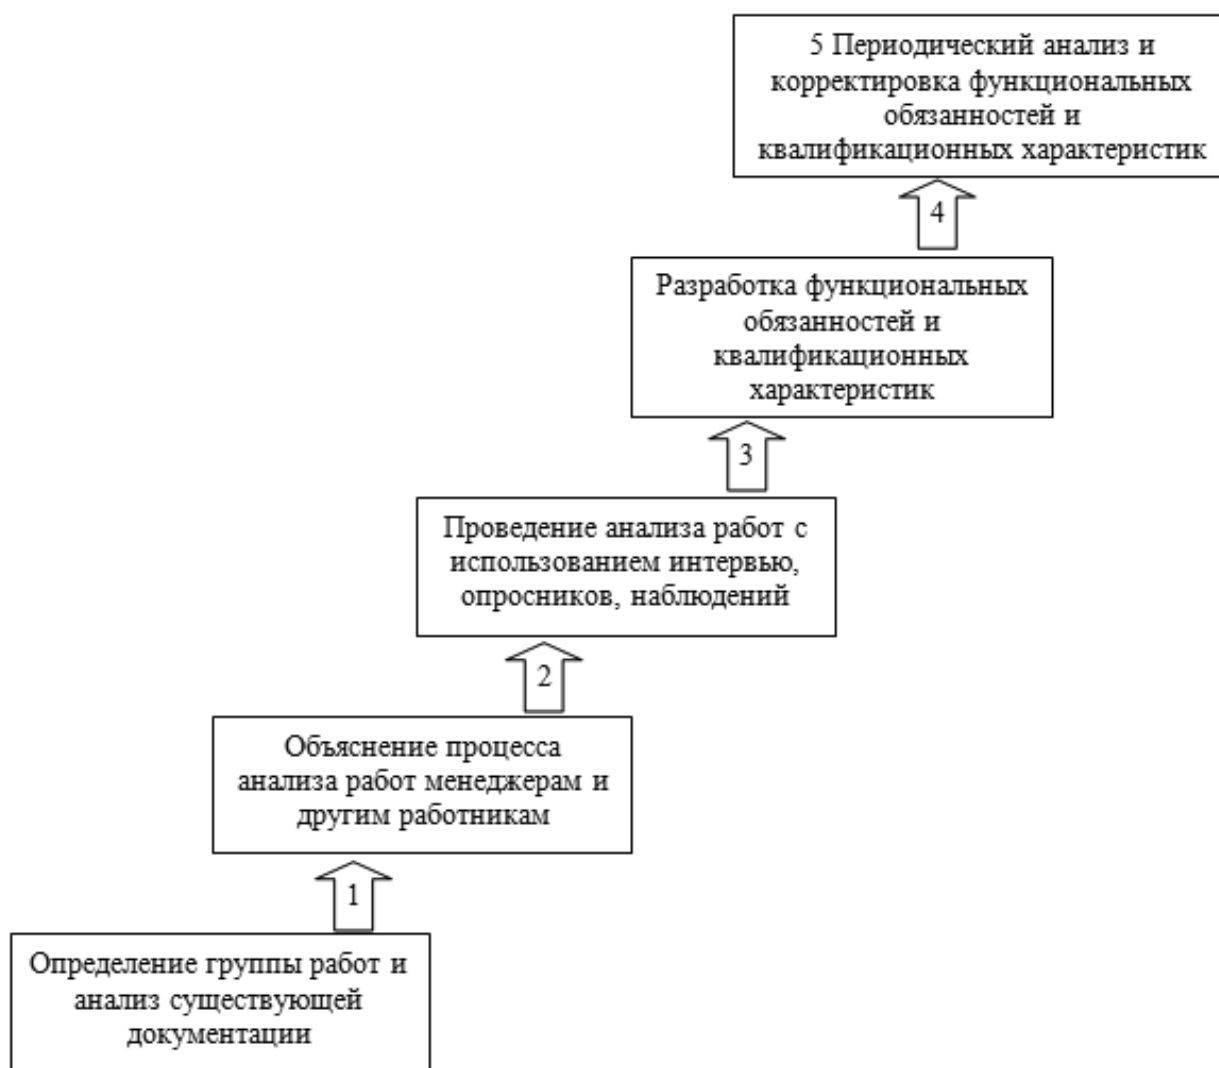 5 Периодический анализ и
корректировка функциональных
обязанностей и
квалификационных характеристик
4
Разработка функциональных
обязанностей и
квалификационных
характеристик
3
Проведение анализа работ с
использованием интервью,
опросников, наблюдений
2
Объяснение процесса
анализа работ менеджерам и
другим работникам
1
Определение группы работ и
анализ существующей
документации